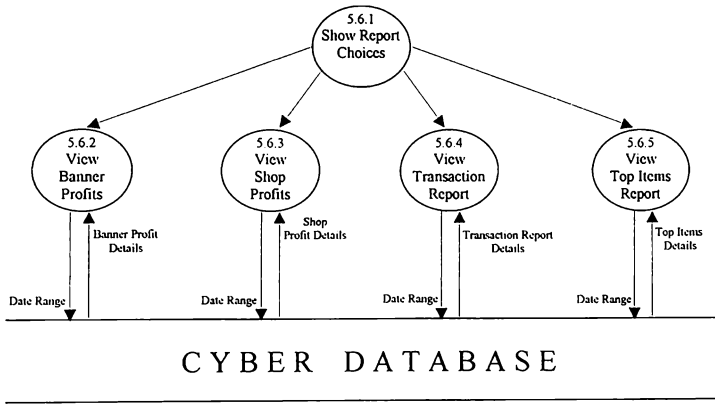 5.6.1
Show Report
Choices
5.6.2
View
Banner
Profits
5.6.3
View
Shop
Profits
5.6.4
View
Transaction
Report
5.6.5
View
Top Items
Report
Banner Profit
Details
Shop
Profit Details
Transaction Report
Details
Top Items
Details
Date Range
Date Range
Date Range
Date Range
CYBER DATABASE